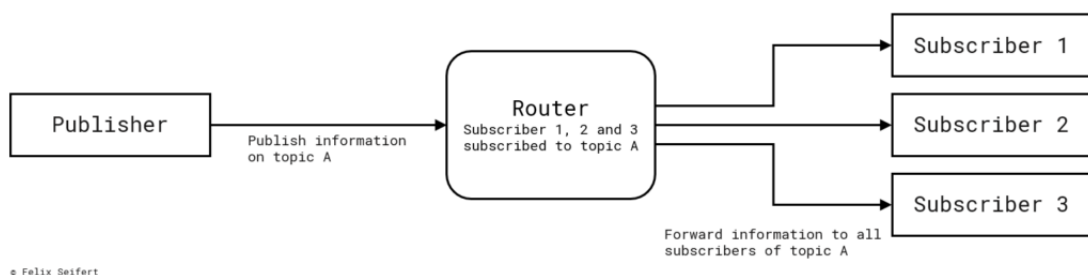 Publisher
Publish information
on topic A
Router
Subscriber 1, 2 and 3
subscribed to topic A
Subscriber 1
Subscriber 2
Subscriber 3
Forward information to all
subscribers of topic A
© Felix Seifert